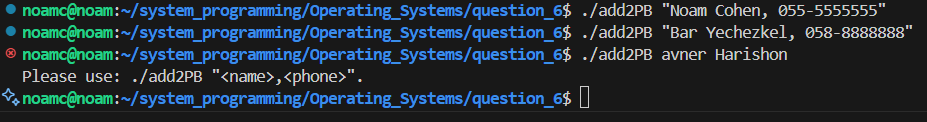 noamc@noam:~/system_programming/Operating_Systems/question_6$ ./add2PB "Noam Cohen, 055-5555555"
noamc@noam:~/system_programming/Operating_Systems/question_6$ ./add2PB "Bar Yechezkel, 058-8888888"
noamc@noam:~/system_programming/Operating_Systems/question_6$ ./add2PB avner Harishon
Please use: ./add2PB "<name>,<phone>".
noamc@noam:~/system_programming/Operating_Systems/question_6$